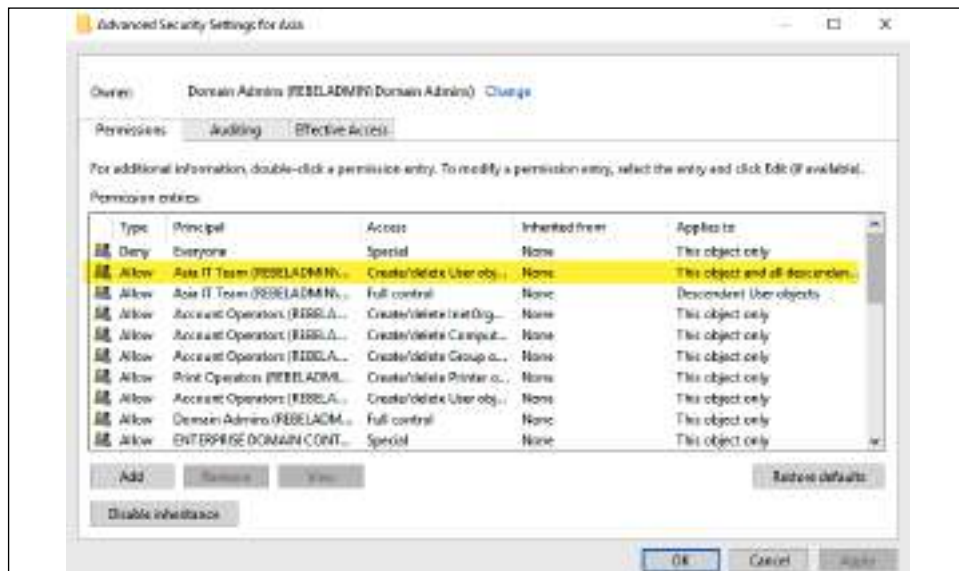 Advanced Security Settings for Asia
Owner: Domain Admins (REBELADMIN\Domain Admins) Change
Permissions Auditing Effective Access
For additional information, double-click a permission entry. To modify a permission entry, select the entry and click Edit (if available).
Permission entries:
Type Principal Access Inherited from Applies to
Deny Everyone Special None This object only
Allow Asia IT Team (REBELADMIN\... Create/delete User obj... None This object and all descendan...
Allow Asia IT Team (REBELADMIN\... Full control None Descendant User objects
Allow Account Operators (REBELA... Create/delete InetOrg... None This object only
Allow Account Operators (REBELA... Create/delete Comput... None This object only
Allow Account Operators (REBELA... Create/delete Group o... None This object only
Allow Print Operators (REBELADMI... Create/delete Printer o... None This object only
Allow Account Operators (REBELA... Create/delete User obj... None This object only
Allow Domain Admins (REBELADM... Full control None This object only
Allow ENTERPRISE DOMAIN CONT... Special None This object only
Add Remove View Restore defaults
Disable inheritance
OK Cancel Apply